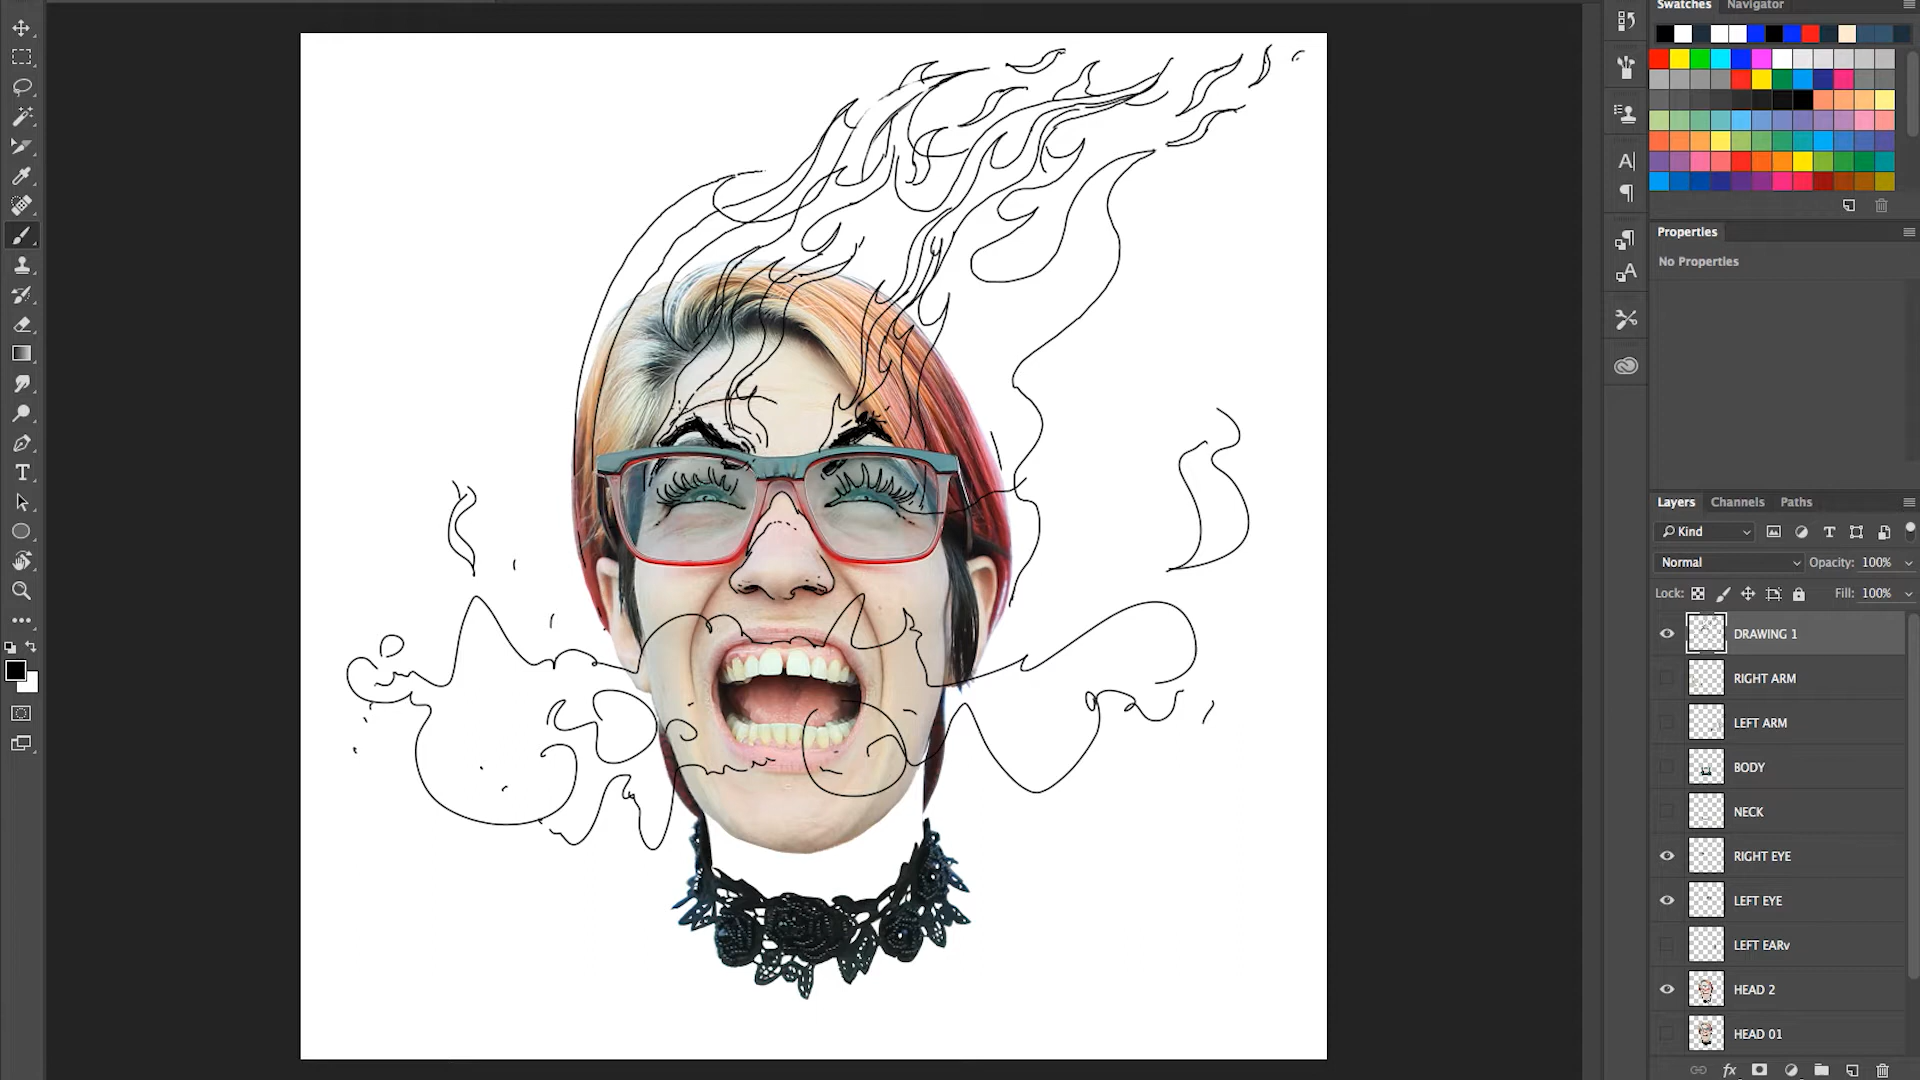 Swatches
Navigator
Properties
No Properties
Layers
Channels
Paths
Kind
Normal
Opacity: 100%
Lock:
Fill: 100%
DRAWING 1
RIGHT ARM
LEFT ARM
BODY
NECK
RIGHT EYE
LEFT EYE
LEFT EARv
HEAD 2
HEAD 01
fx